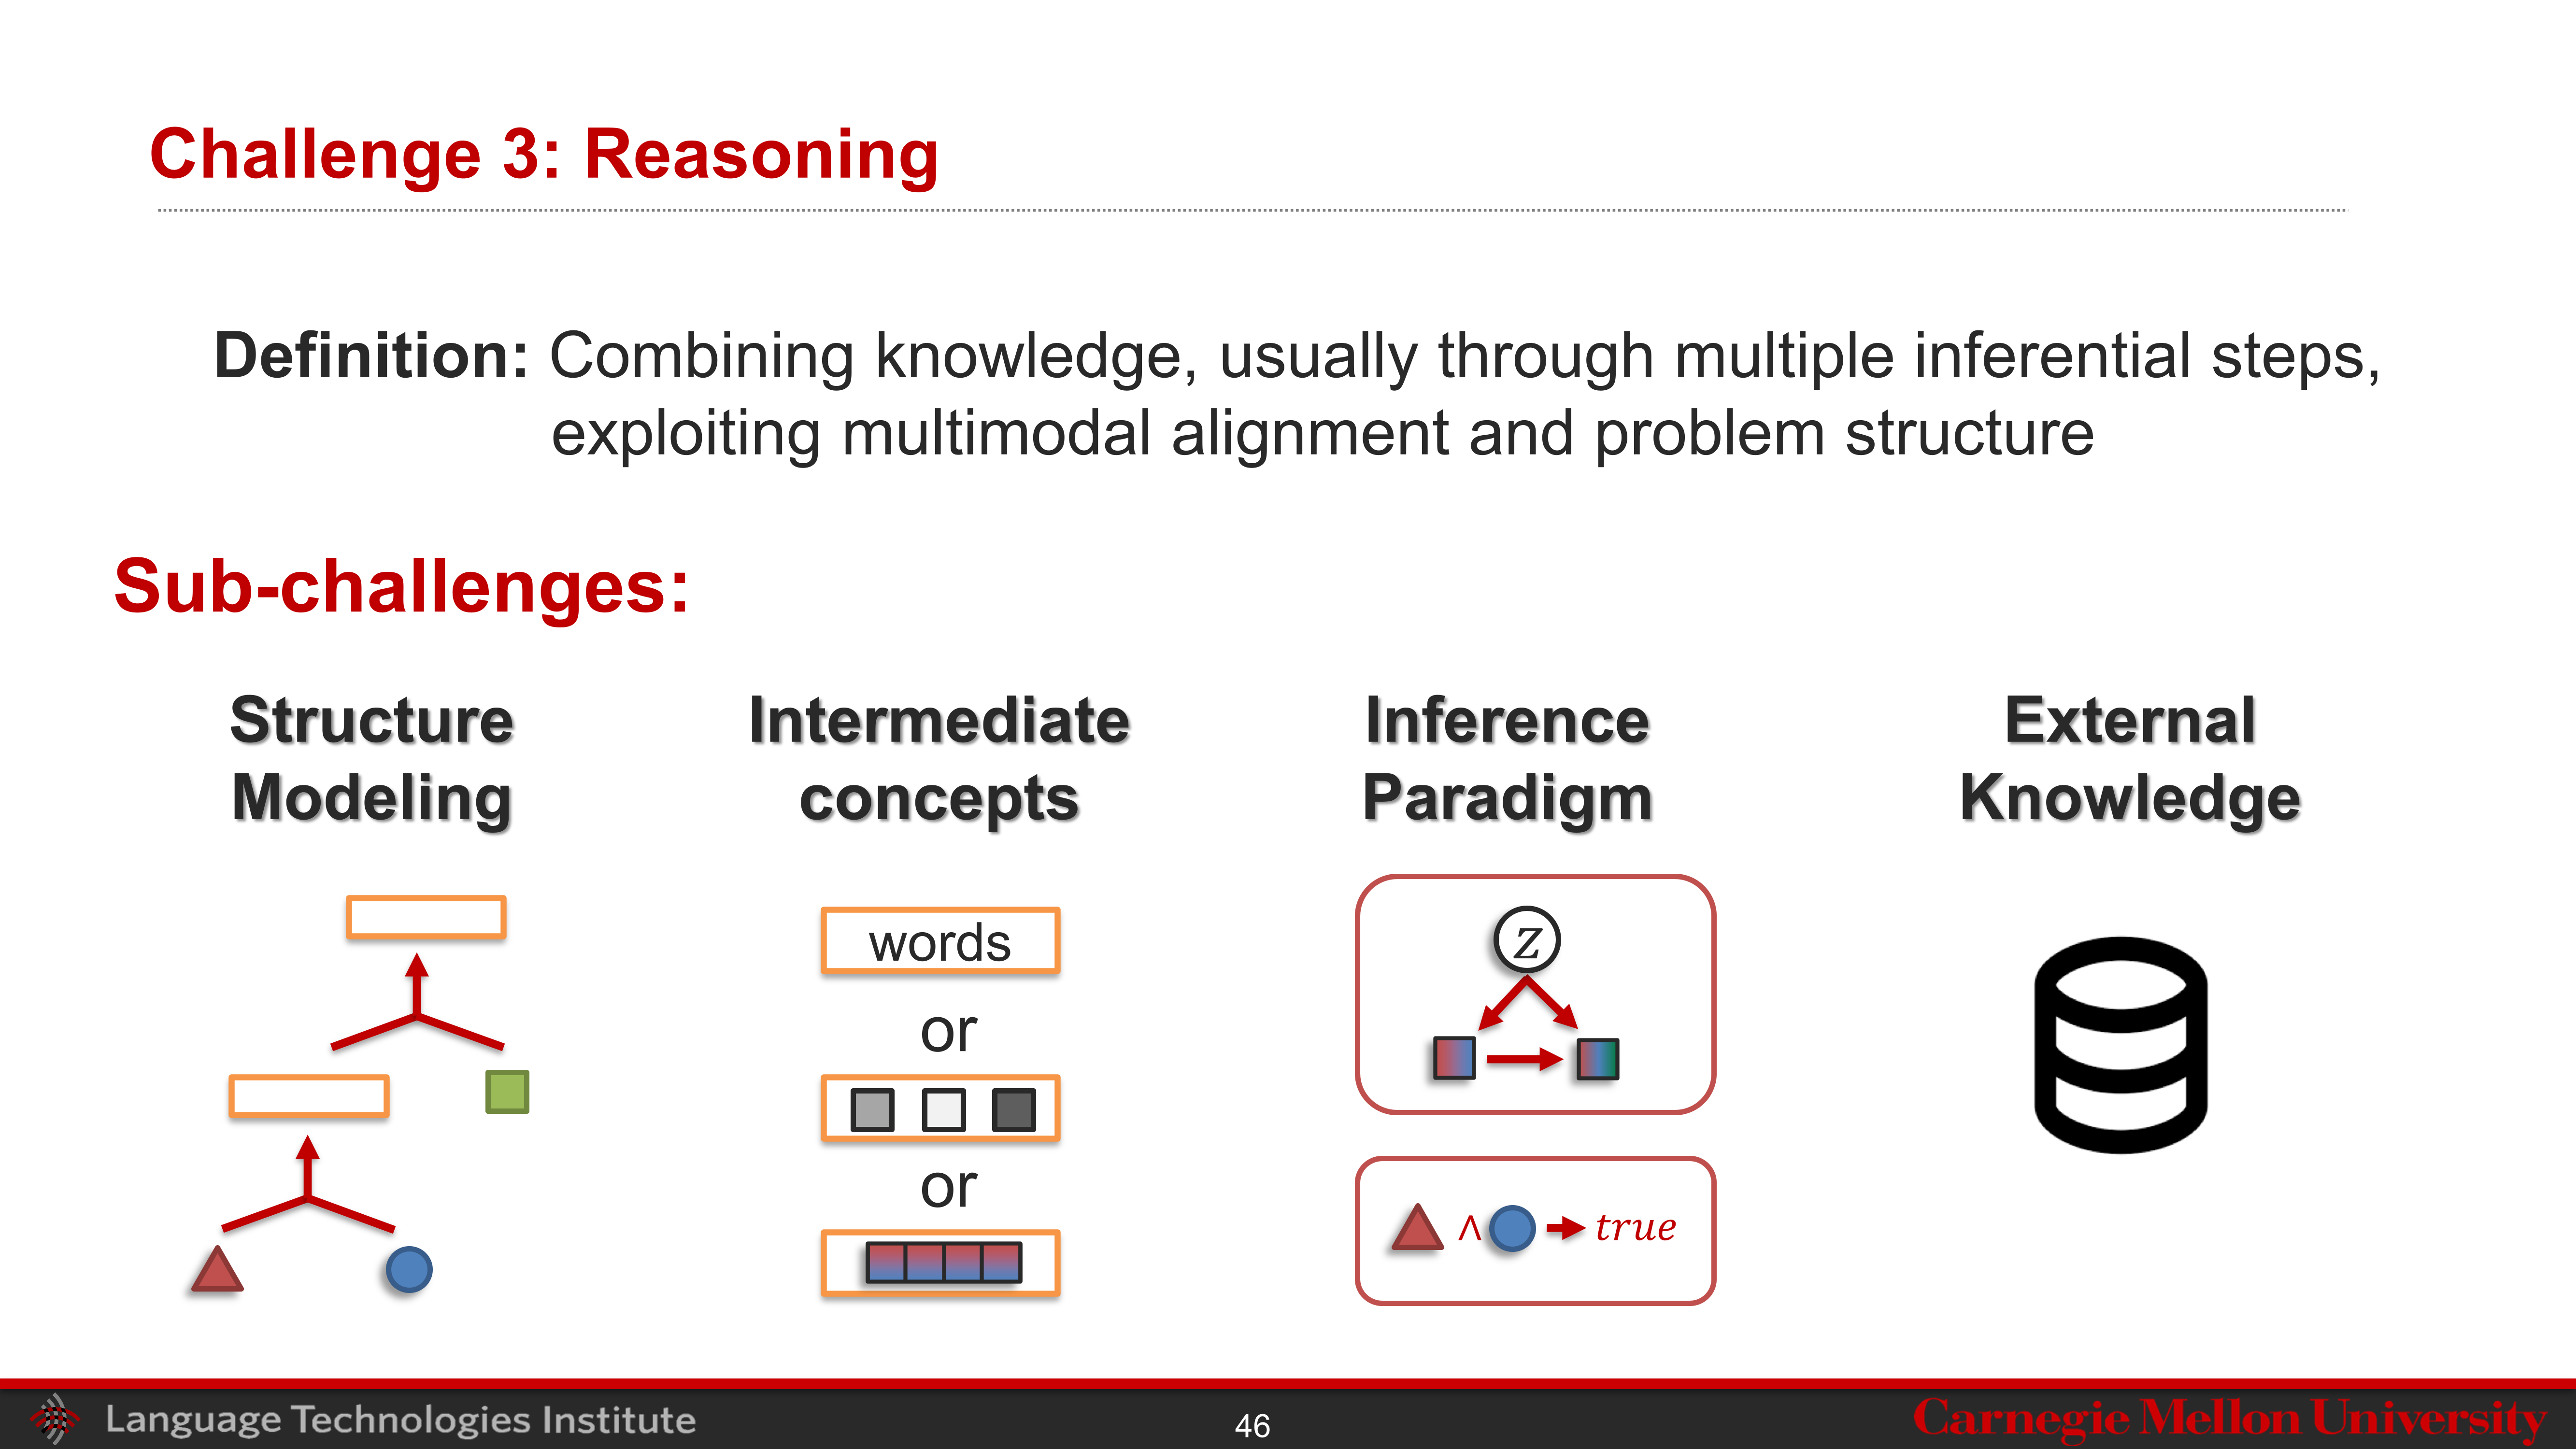 Challenge 3: Reasoning
Definition: Combining knowledge, usually through multiple inferential steps,
exploiting multimodal alignment and problem structure
Sub-challenges:
Structure
Modeling
Intermediate
concepts
Inference
Paradigm
External
Knowledge
words
or
or
z
∧ true
Language Technologies Institute
46
Carnegie Mellon University